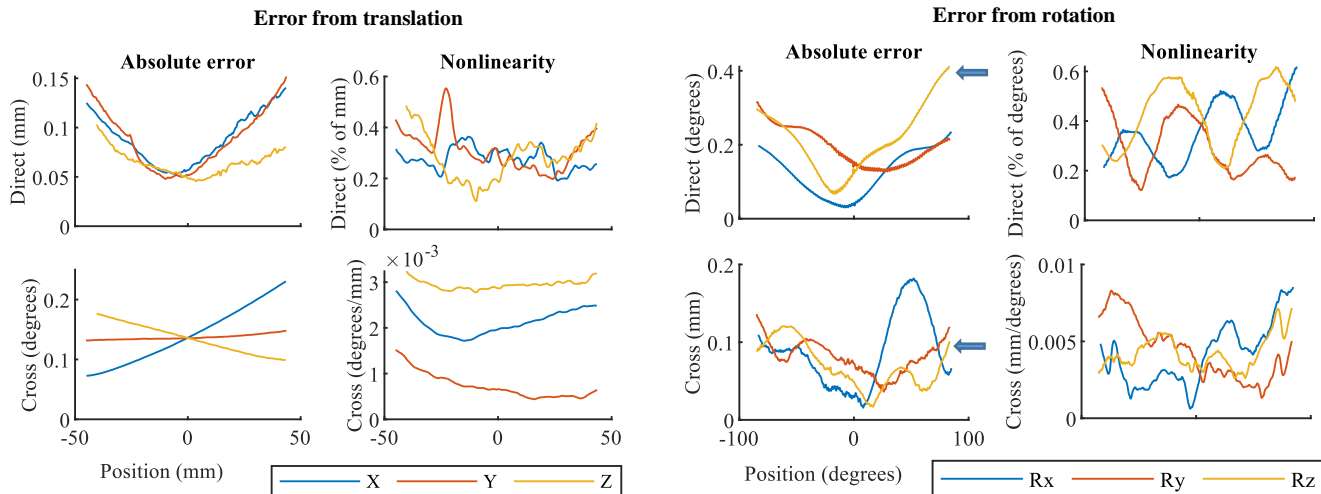 Error from translation
Error from rotation
Absolute error
Nonlinearity
Absolute error
Nonlinearity
Direct (mm)
0.15
0.1
0.05
0
Direct (% of mm)
0.6
0.4
0.2
0
Direct (degrees)
0.4
0.2
0
Direct (% of degrees)
0.6
0.4
0.2
0
Cross (degrees)
0.2
0.1
0
-50
0
50
Cross (degrees/mm)
×10^-3
3
2
1
0
-50
0
50
Cross (mm)
0.2
0.1
0
-100
0
100
Cross (mm/degrees)
0.01
0.005
0
Position (mm)
Position (degrees)
X Y Z
Rx Ry Rz